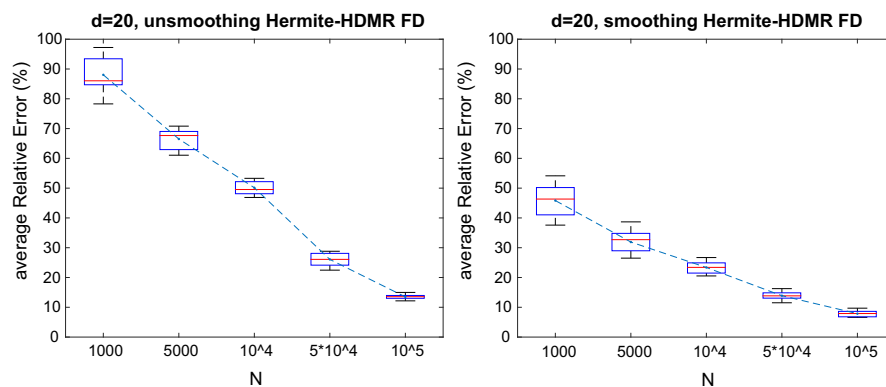 d=20, unsmoothing Hermite-HDMR FD
average Relative Error (%)
100
90
80
70
60
50
40
30
20
10
0
1000 5000 10^4 5*10^4 10^5
N
d=20, smoothing Hermite-HDMR FD
average Relative Error (%)
100
90
80
70
60
50
40
30
20
10
0
1000 5000 10^4 5*10^4 10^5
N